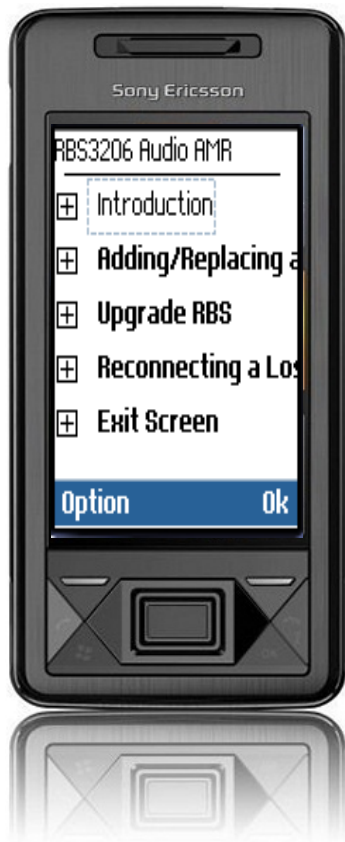 Sony Ericsson
RBS3206 Audio AMR
Introduction
Adding/Replacing a
Upgrade RBS
Reconnecting a Los
Exit Screen
Option Ok